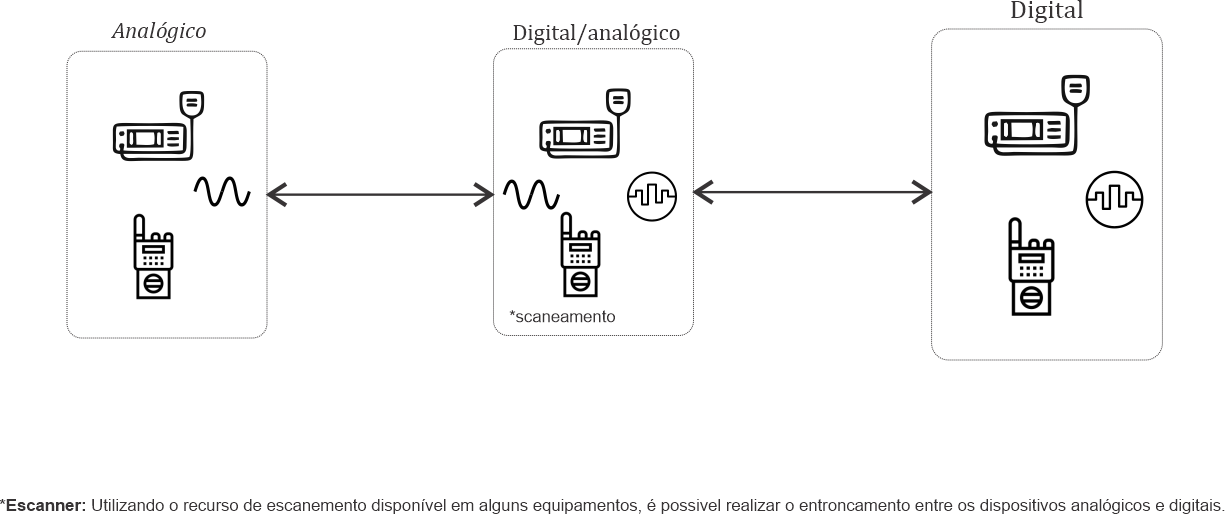 Analógico
Digital/analógico
Digital
*scaneamento
*Escanner: Utilizando o recurso de escanemento disponível em alguns equipamentos, é possivel realizar o entroncamento entre os dispositivos analógicos e digitais.